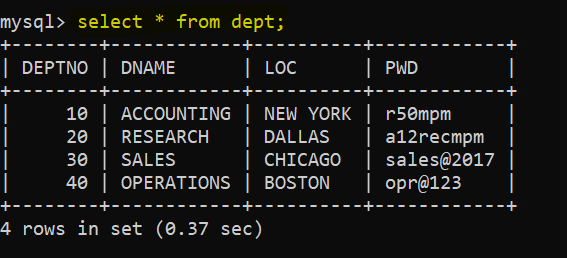 mysql> select * from dept;
+--------+------------+----------+------------+
| DEPTNO | DNAME      | LOC      | PWD        |
+--------+------------+----------+------------+
|     10 | ACCOUNTING | NEW YORK | r50mpm     |
|     20 | RESEARCH   | DALLAS   | a12recmpm  |
|     30 | SALES      | CHICAGO  | sales@2017 |
|     40 | OPERATIONS | BOSTON   | opr@123    |
+--------+------------+----------+------------+
4 rows in set (0.37 sec)